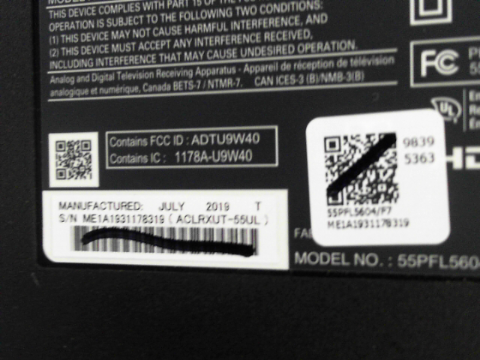 THIS DEVICE COMPLIES WITH PART 15 OF THE
OPERATION IS SUBJECT TO THE FOLLOWING TWO CONDITIONS:
(1) THIS DEVICE MAY NOT CAUSE HARMFUL INTERFERENCE, AND
(2) THIS DEVICE MUST ACCEPT ANY INTERFERENCE RECEIVED,
INCLUDING INTERFERENCE THAT MAY CAUSE UNDESIRED OPERATION.
Analog and Digital Television Receiving Apparatus - Appareil de réception de télévision
analogique et numérique, Canada BETS-7 / NTMR-7. CAN ICES-3 (B)/NMB-3(B)
FC
UL
Contains FCC ID : ADTU9W40
Contains IC : 1178A-U9W40
9839
5363
HD
55PFL5604/F7
ME1A1931178319
MANUFACTURED: JULY 2019 T
S/N ME1A1931178319 ( ACLRXUT-55UL )
MODEL NO. : 55PFL560